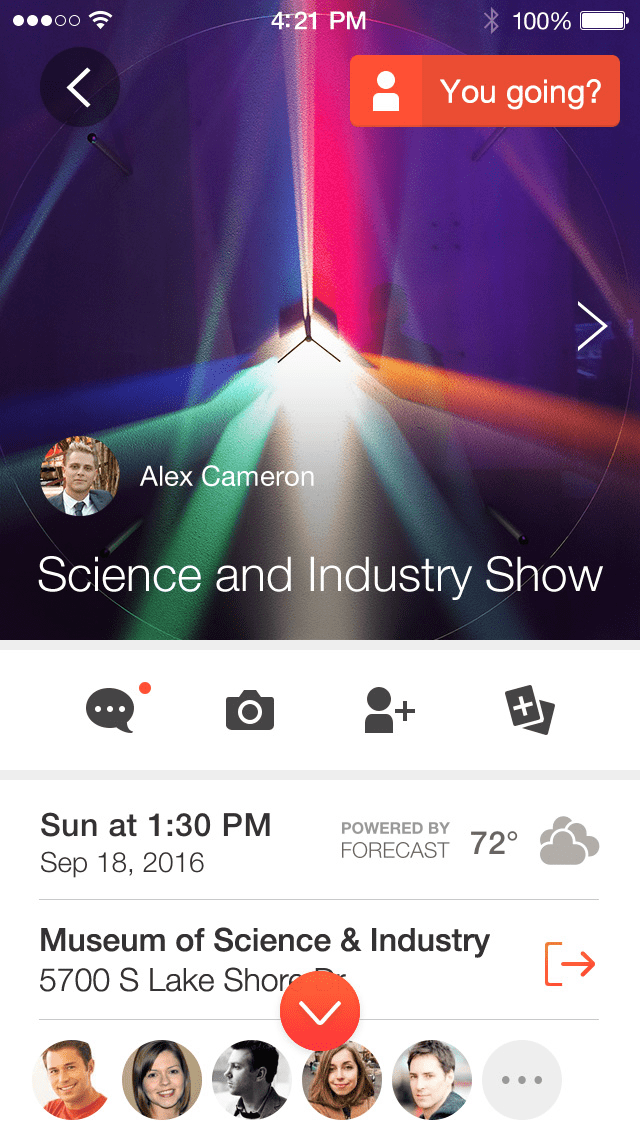 4:21 PM
100%
You going?
Alex Cameron
Science and Industry Show
Sun at 1:30 PM
Sep 18, 2016
POWERED BY
FORECAST
72°
Museum of Science & Industry
5700 S Lake Shore Dr